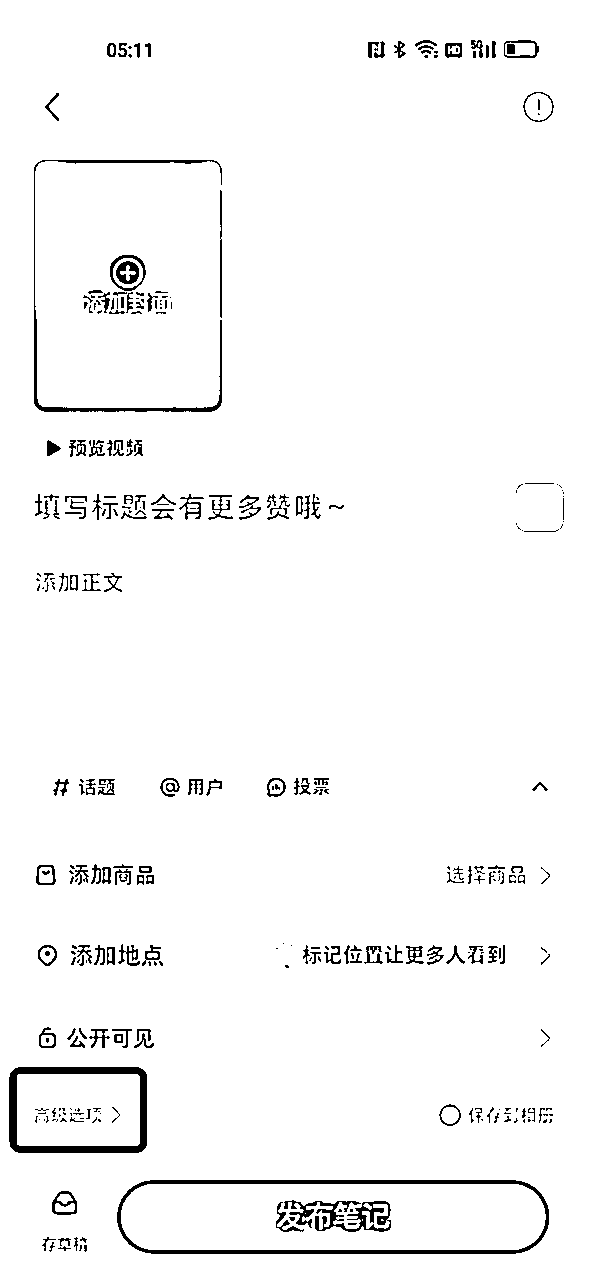 05:11
HD 5G
添加封面
预览视频
填写标题会有更多赞哦~
添加正文
# 话题 @ 用户 投票
添加商品 选择商品 >
添加地点 标记位置让更多人看到 >
公开可见 >
高级选项 > 保存到相册
存草稿 发布笔记